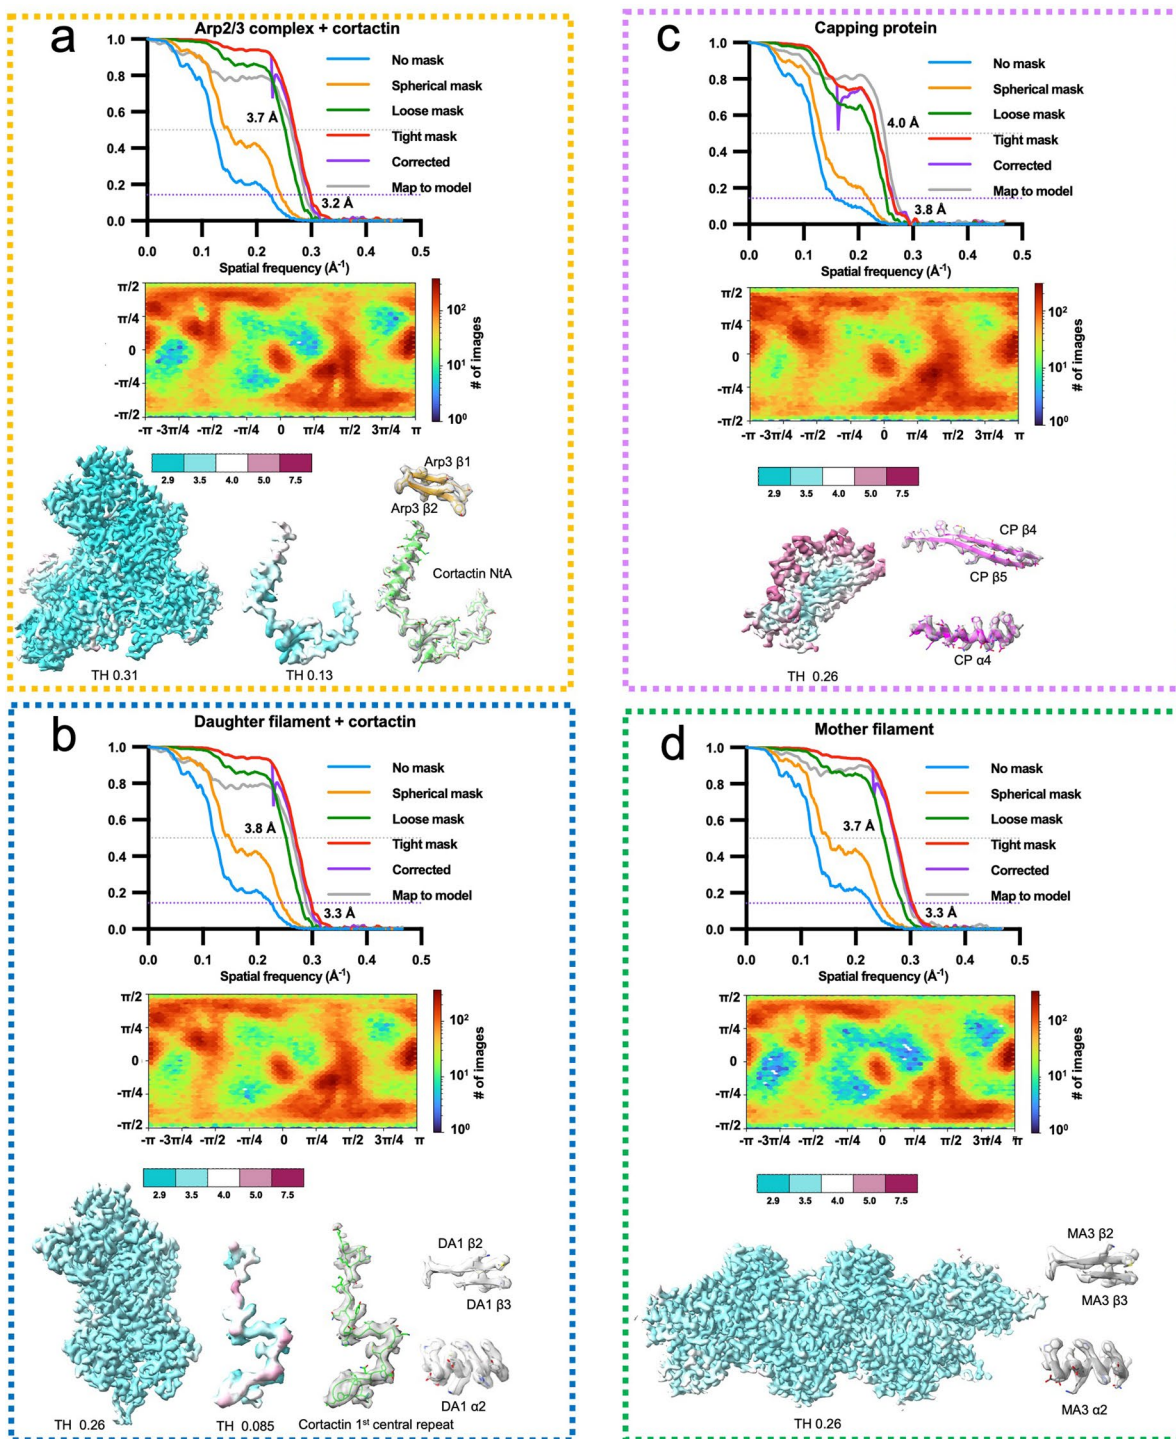 a
Arp2/3 complex + cortactin
1.0
0.8
0.6
0.4
0.2
0.0
No mask
Spherical mask
Loose mask
Tight mask
Corrected
Map to model
3.7 Å
3.2 Å
0.0 0.1 0.2 0.3 0.4 0.5
Spatial frequency (Å-1)
π/2
π/4
0
-π/4
-π/2
-π -3π/4 -π/2 -π/4 0 π/4 π/2 3π/4 π
10²
10¹
10⁰
# of images
2.9 3.5 4.0 5.0 7.5
Arp3 β1
Arp3 β2
Cortactin NtA
TH 0.31
TH 0.13
c
Capping protein
1.0
0.8
0.6
0.4
0.2
0.0
No mask
Spherical mask
Loose mask
Tight mask
Corrected
Map to model
4.0 Å
3.8 Å
0.0 0.1 0.2 0.3 0.4 0.5
Spatial frequency (Å-1)
π/2
π/4
0
-π/4
-π/2
-π -3π/4 -π/2 -π/4 0 π/4 π/2 3π/4 π
10²
10¹
10⁰
# of images
2.9 3.5 4.0 5.0 7.5
CP β4
CP β5
CP α4
TH 0.26
b
Daughter filament + cortactin
1.0
0.8
0.6
0.4
0.2
0.0
No mask
Spherical mask
Loose mask
Tight mask
Corrected
Map to model
3.8 Å
3.3 Å
0.0 0.1 0.2 0.3 0.4 0.5
Spatial frequency (Å-1)
π/2
π/4
0
-π/4
-π/2
-π -3π/4 -π/2 -π/4 0 π/4 π/2 3π/4 π
10²
10¹
10⁰
# of images
2.9 3.5 4.0 5.0 7.5
DA1 β2
DA1 β3
DA1 α2
TH 0.26
TH 0.085
Cortactin 1st central repeat
d
Mother filament
1.0
0.8
0.6
0.4
0.2
0.0
No mask
Spherical mask
Loose mask
Tight mask
Corrected
Map to model
3.7 Å
3.3 Å
0.0 0.1 0.2 0.3 0.4 0.5
Spatial frequency (Å-1)
π/2
π/4
0
-π/4
-π/2
-π -3π/4 -π/2 -π/4 0 π/4 π/2 3π/4 π
10²
10¹
10⁰
# of images
2.9 3.5 4.0 5.0 7.5
MA3 β2
MA3 β3
MA3 α2
TH 0.26